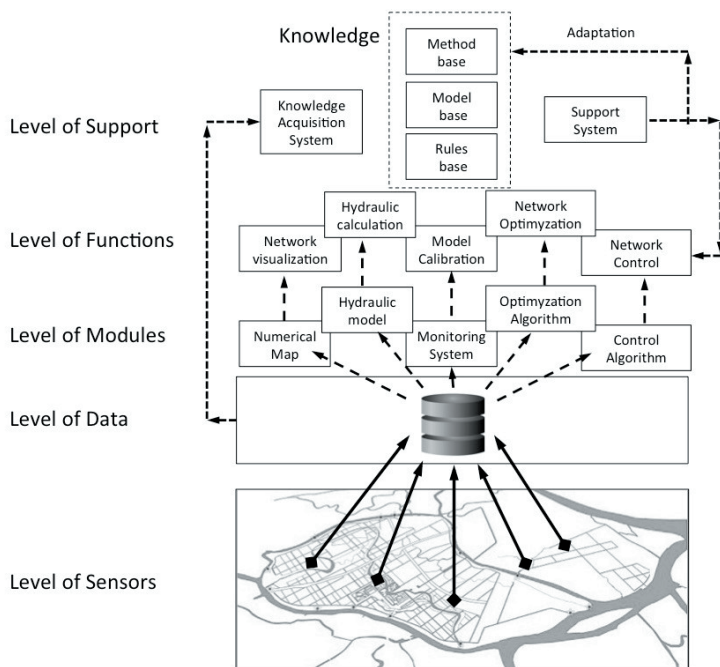 Knowledge
Method
base
Adaptation
Level of Support
Knowledge
Acquisition
System
Model
base
Support
System
Rules
base
Level of Functions
Hydraulic
calculation
Network
Optimyzation
Network
visualization
Model
Calibration
Network
Control
Level of Modules
Hydraulic
model
Optimyzation
Algorithm
Numerical
Map
Monitoring
System
Control
Algorithm
Level of Data
Level of Sensors